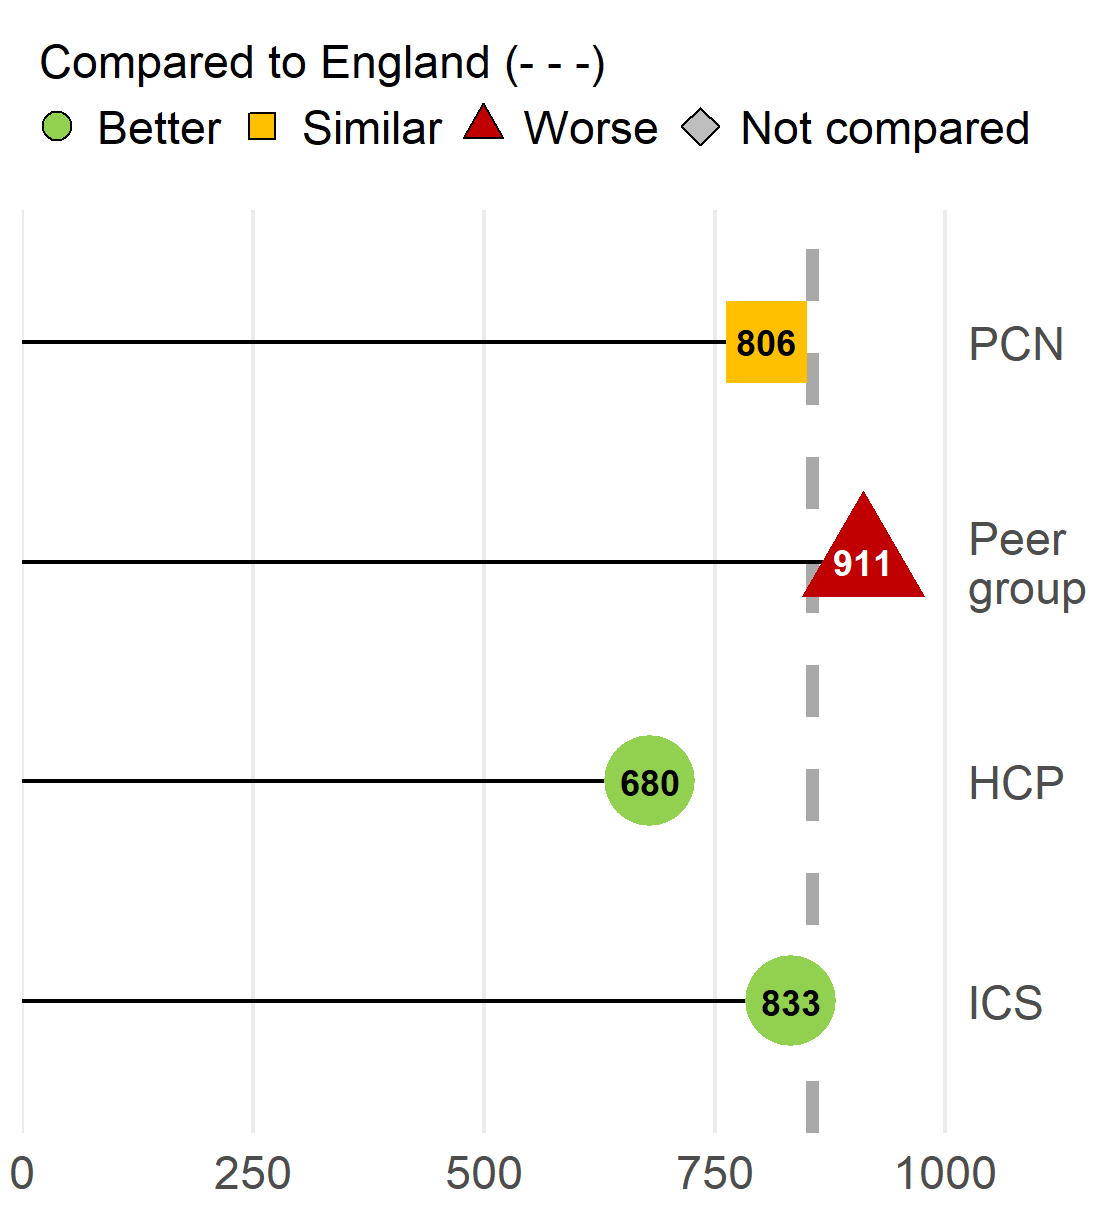 Compared to England (- - -)
Better Similar Worse Not compared
806 PCN
911 Peer
group
680 HCP
833 ICS
0 250 500 750 1000